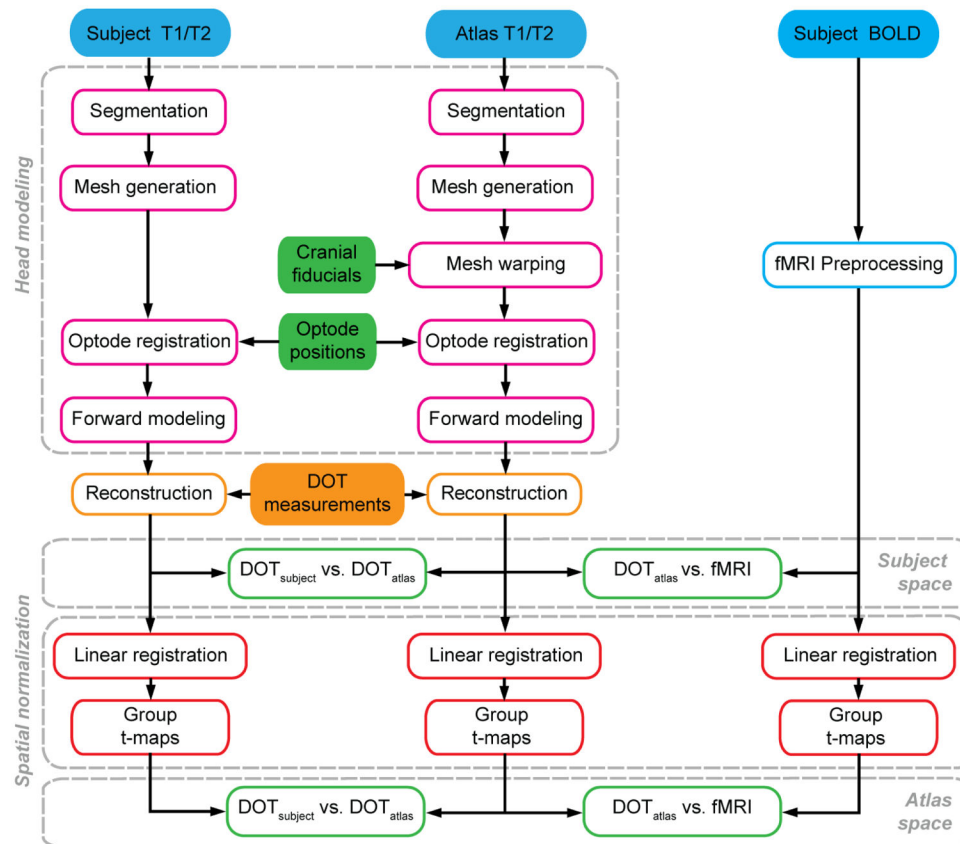 Subject T1/T2
Atlas T1/T2
Subject BOLD
Head modeling
Segmentation
Segmentation
Mesh generation
Mesh generation
Cranial
fiducials
Mesh warping
fMRI Preprocessing
Optode registration
Optode
positions
Optode registration
Forward modeling
Forward modeling
Reconstruction
DOT
measurements
Reconstruction
DOTsubject vs. DOTatlas
DOTatlas vs. fMRI
Subject
space
Spatial normalization
Linear registration
Linear registration
Linear registration
Group
t-maps
Group
t-maps
Group
t-maps
DOTsubject vs. DOTatlas
DOTatlas vs. fMRI
Atlas
space